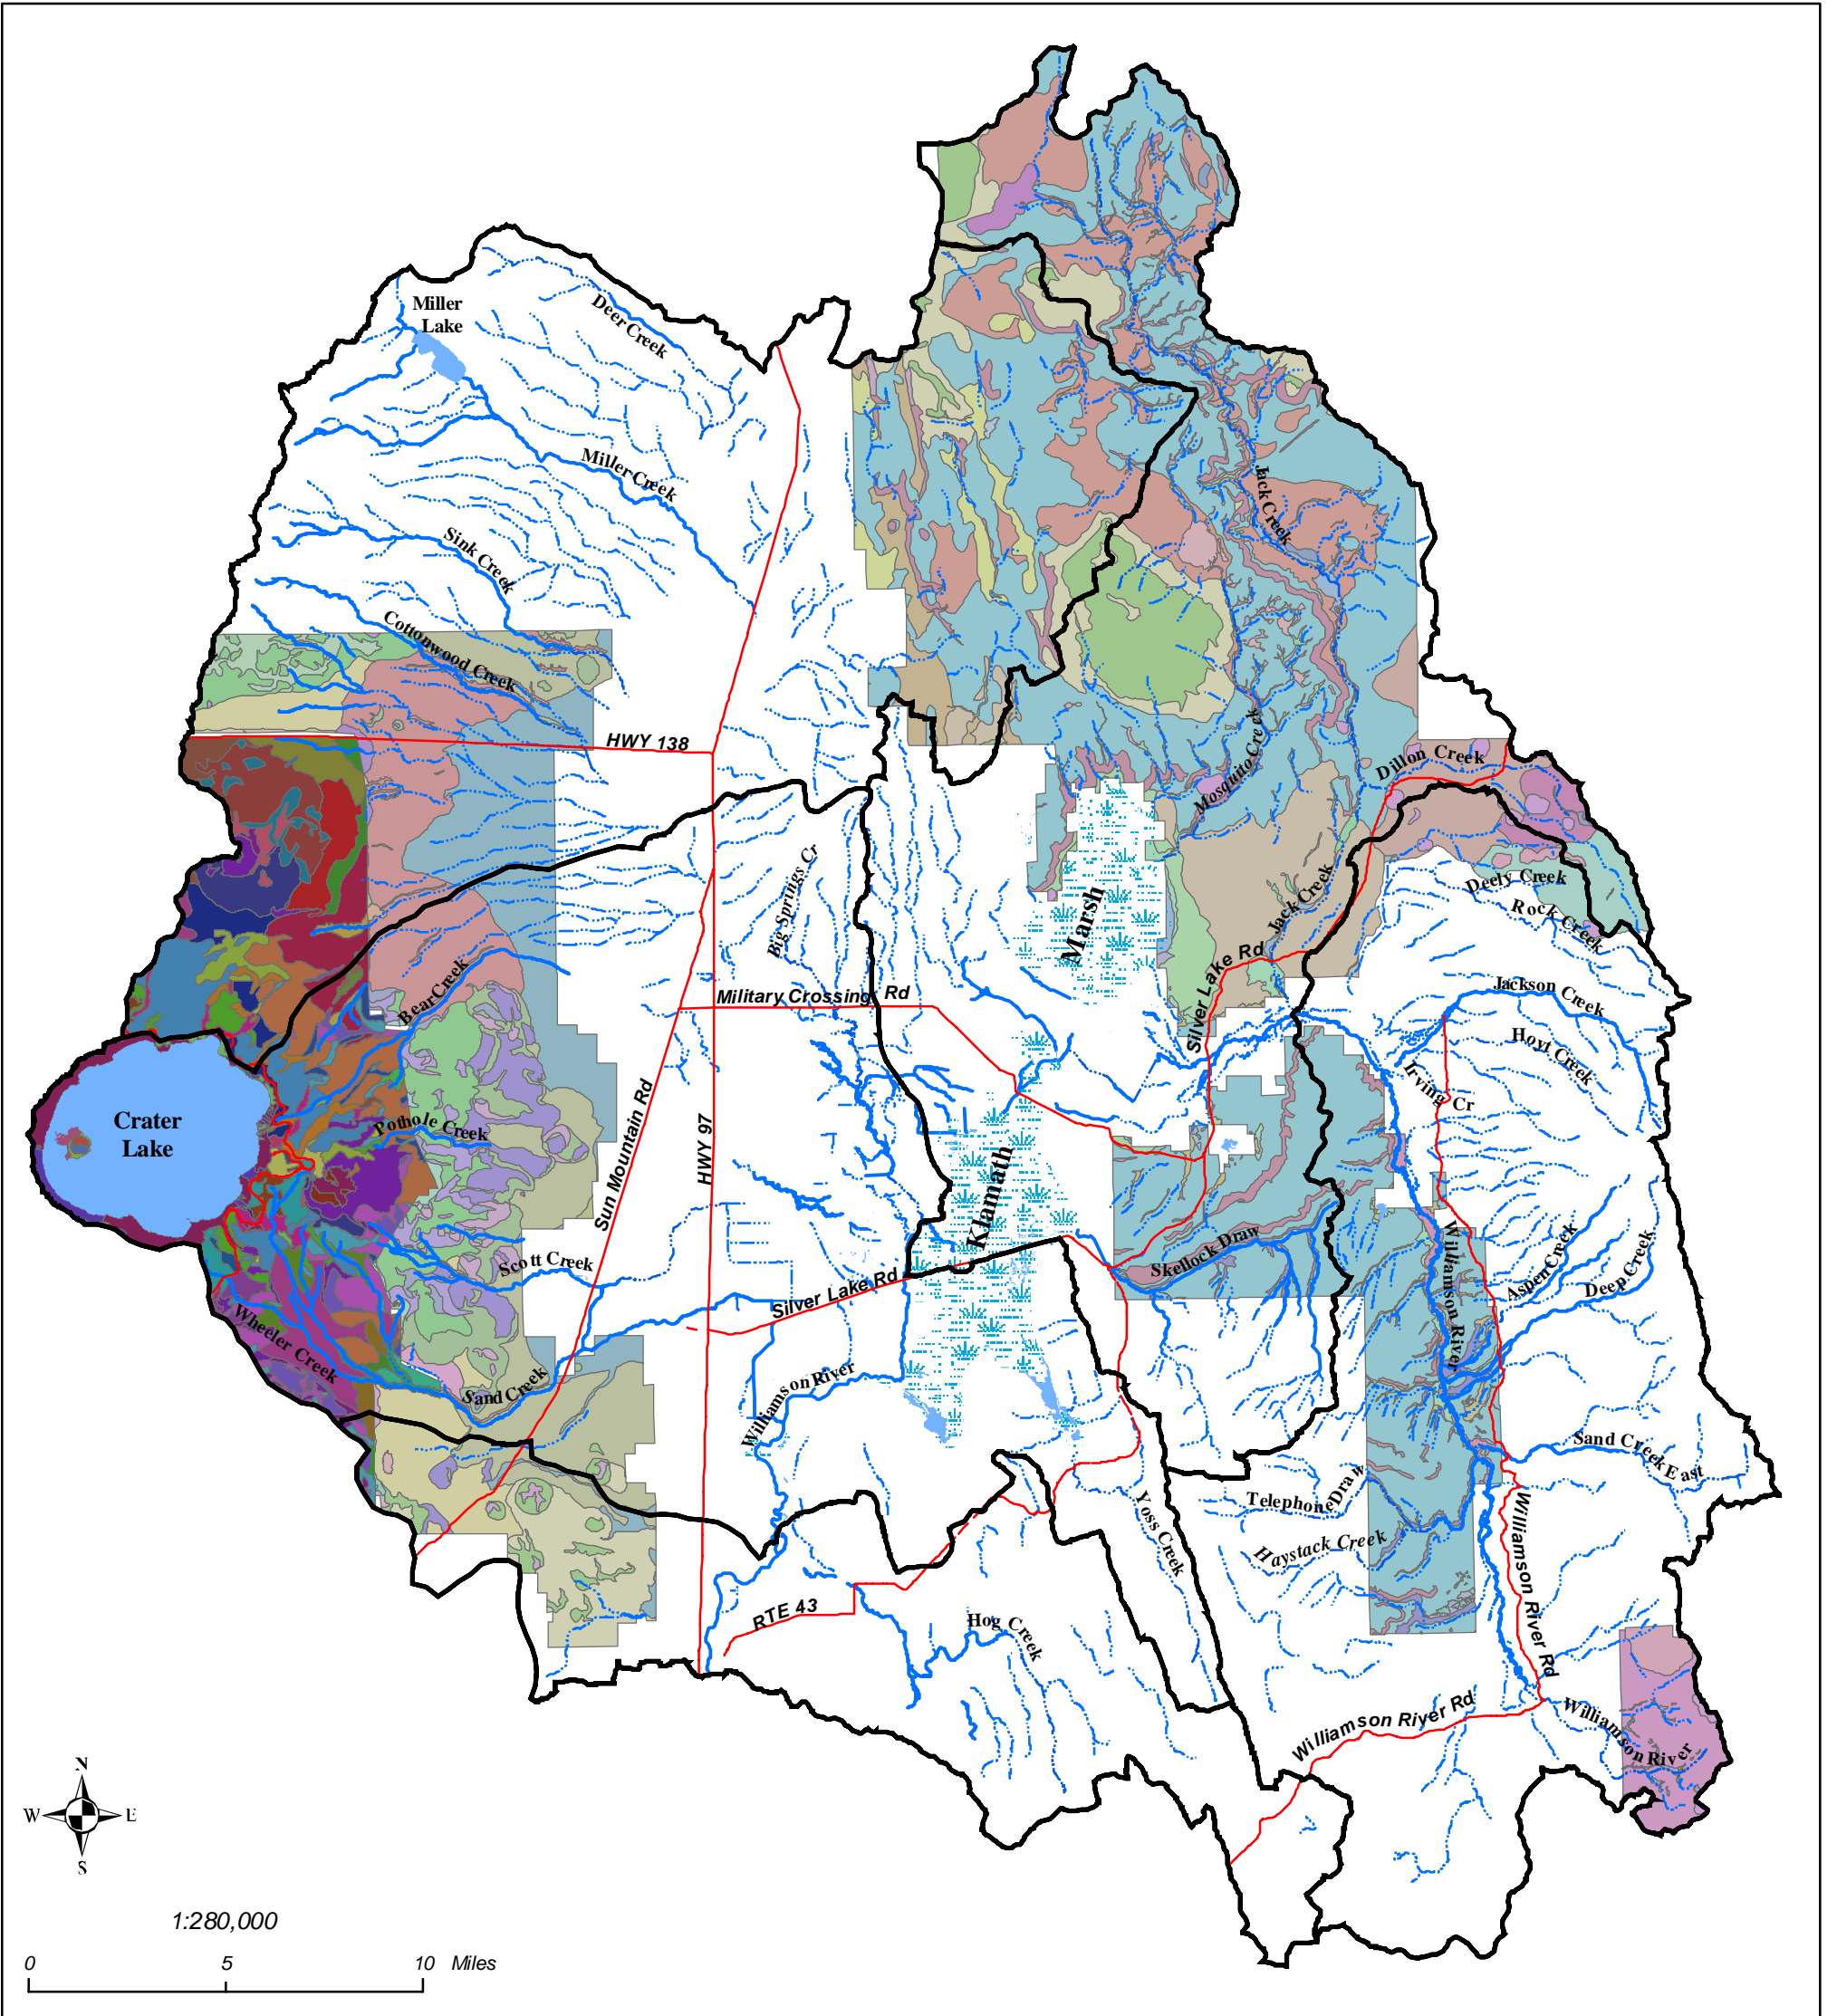 Miller
Lake
Deer Creek
Miller Creek
Sink Creek
Jack Creek
Cottonwood Creek
HWY 138
Mosquito Creek
Dillon Creek
Big Springs Cr
Marsh
Jack Creek
Deely Creek
Rock Creek
Silver Lake Rd
Bear Creek
Military Crossing Rd
Jackson Creek
Hoyt Creek
Irving Cr
Crater
Lake
Pothole Creek
Sun Mountain Rd
HWY 97
Klamath
Skellock Draw
Williamson River
Aspen Creek
Deep Creek
Scott Creek
Silver Lake Rd
Wheeler Creek
Sand Creek
Williamson River
Sand Creek East
Telephone Draw
Yoss Creek
Haystack Creek
Williamson River Rd
RTE 43
Hog Creek
Williamson River Rd
Williamson River
N
W E
S
1:280,000
0 5 10 Miles